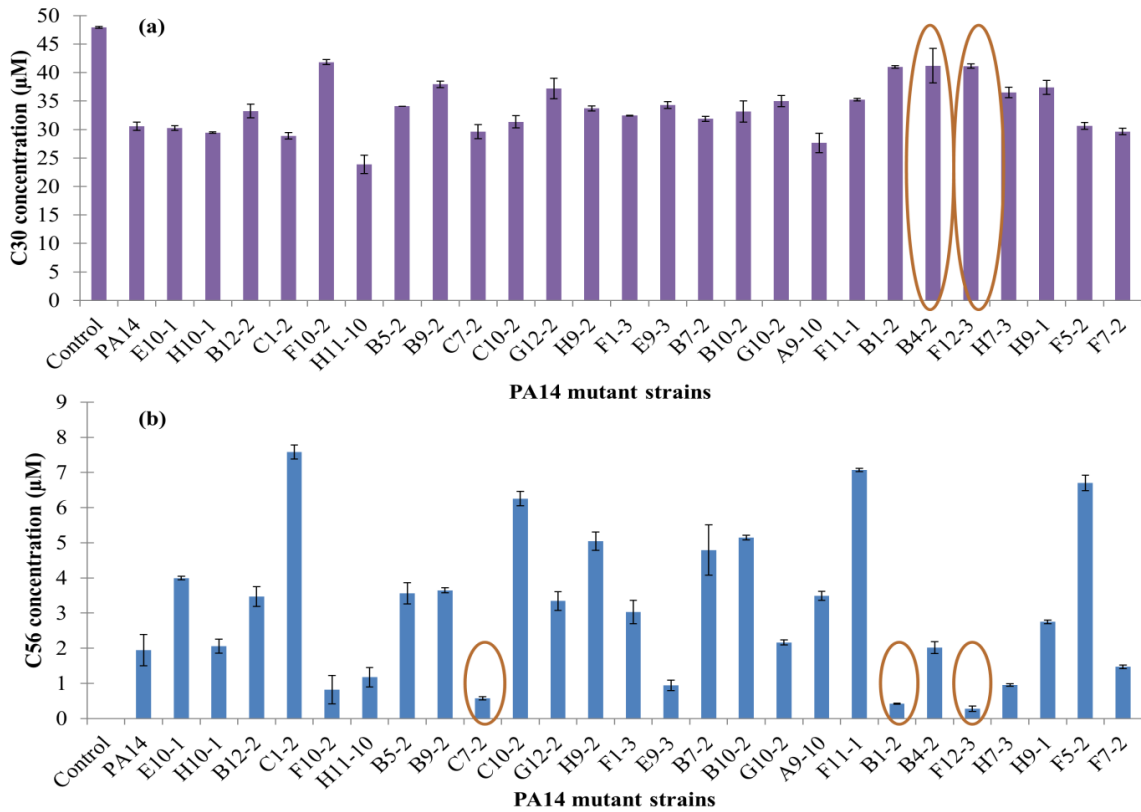 (a)
C30 concentration (µM)
50
45
40
35
30
25
20
15
10
5
0
Control PA14 E10-1 H10-1 B12-2 C1-2 F10-2 H11-10 B5-2 B9-2 C7-2 C10-2 G12-2 H9-2 F1-3 E9-3 B7-2 B10-2 G10-2 A9-10 F11-1 B1-2 B4-2 F12-3 H7-3 H9-1 F5-2 F7-2
PA14 mutant strains
(b)
C56 concentration (µM)
9
8
7
6
5
4
3
2
1
0
Control PA14 E10-1 H10-1 B12-2 C1-2 F10-2 H11-10 B5-2 B9-2 C7-2 C10-2 G12-2 H9-2 F1-3 E9-3 B7-2 B10-2 G10-2 A9-10 F11-1 B1-2 B4-2 F12-3 H7-3 H9-1 F5-2 F7-2
PA14 mutant strains